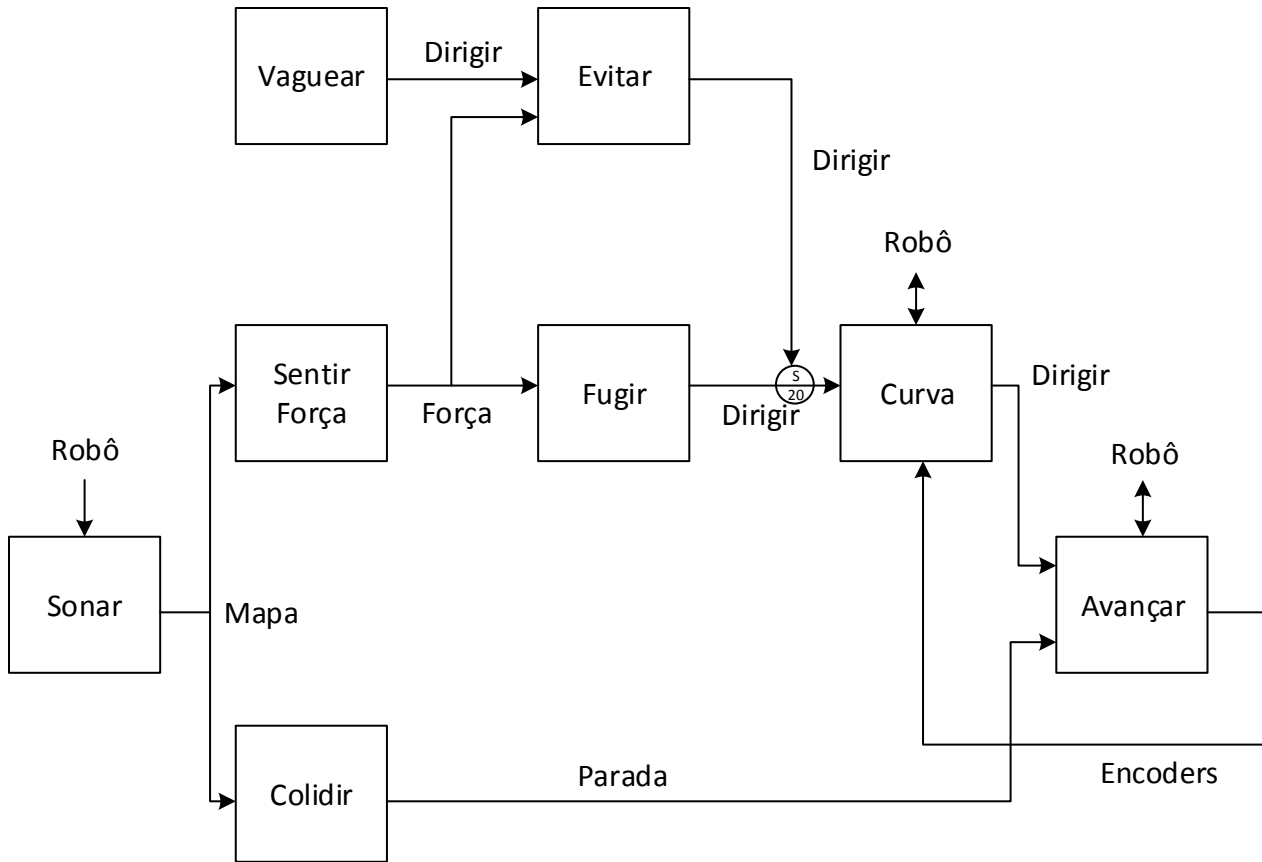 Vaguear
Dirigir
Evitar
Dirigir
Robô
Sentir
Força
Força
Fugir
Dirigir
S
20
Curva
Dirigir
Robô
Robô
Sonar
Mapa
Avançar
Colidir
Parada
Encoders